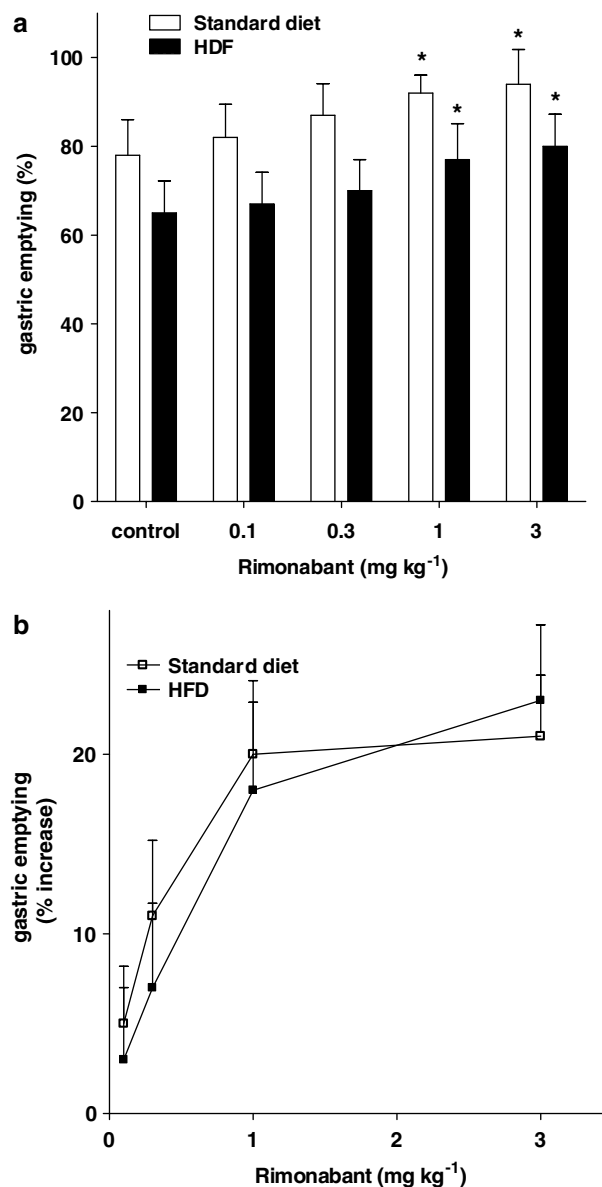 a
Standard diet
HDF
100
80
60
40
20
0
gastric emptying (%)
* * * *
control 0.1 0.3 1 3
Rimonabant (mg kg⁻¹)
b
Standard diet
HFD
20
10
0
gastric emptying
(% increase)
0 1 2 3
Rimonabant (mg kg⁻¹)